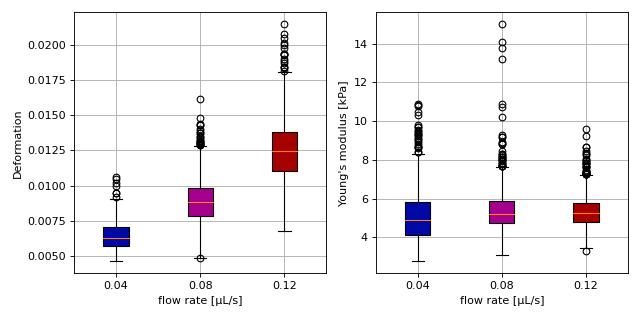 Deformation
0.0200
0.0175
0.0150
0.0125
0.0100
0.0075
0.0050
0.04 0.08 0.12
flow rate [µL/s]
Young's modulus [kPa]
14
12
10
8
6
4
0.04 0.08 0.12
flow rate [µL/s]